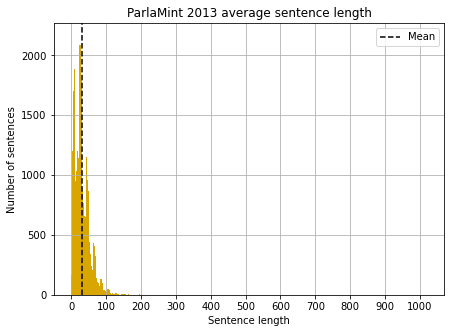 ParlaMint 2013 average sentence length
Mean
Number of sentences
2000
1500
1000
500
0
0 100 200 300 400 500 600 700 800 900 1000
Sentence length